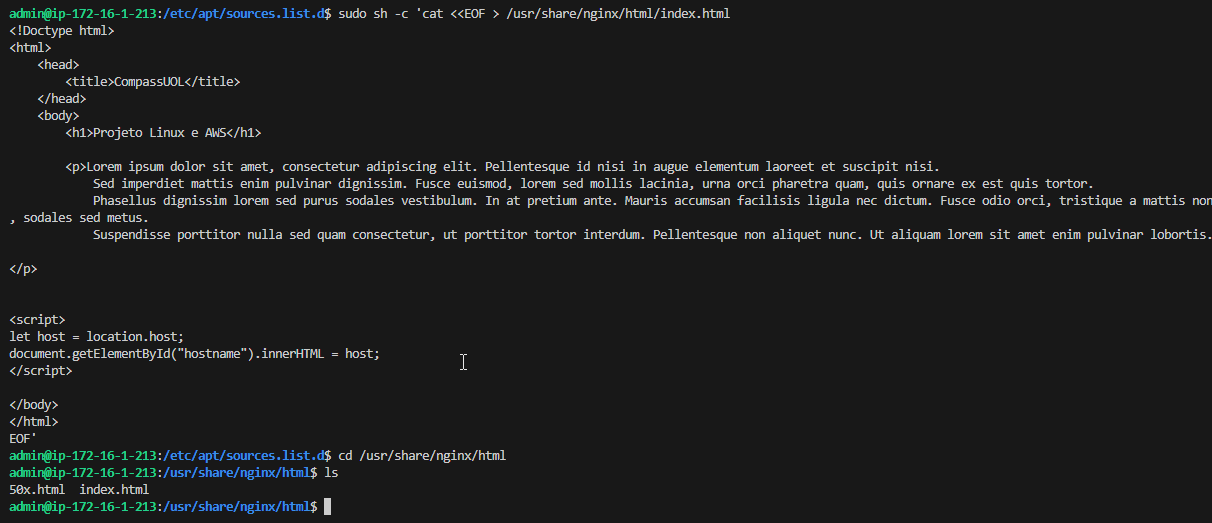 admin@ip-172-16-1-213:/etc/apt/sources.list.d$ sudo sh -c 'cat <<EOF > /usr/share/nginx/html/index.html
<!Doctype html>
<html>
    <head>
        <title>CompassUOL</title>
    </head>
    <body>
        <h1>Projeto Linux e AWS</h1>

        <p>Lorem ipsum dolor sit amet, consectetur adipiscing elit. Pellentesque id nisi in augue elementum laoreet et suscipit nisi.
            Sed imperdiet mattis enim pulvinar dignissim. Fusce euismod, lorem sed mollis lacinia, urna orci pharetra quam, quis ornare ex est quis tortor.
            Phasellus dignissim lorem sed purus sodales vestibulum. In at pretium ante. Mauris accumsan facilisis ligula nec dictum. Fusce odio orci, tristique a mattis non
, sodales sed metus.
            Suspendisse porttitor nulla sed quam consectetur, ut porttitor tortor interdum. Pellentesque non aliquet nunc. Ut aliquam lorem sit amet enim pulvinar lobortis.

</p>


<script>
let host = location.host;
document.getElementById("hostname").innerHTML = host;
</script>

</body>
</html>
EOF'
admin@ip-172-16-1-213:/etc/apt/sources.list.d$ cd /usr/share/nginx/html
admin@ip-172-16-1-213:/usr/share/nginx/html$ ls
50x.html  index.html
admin@ip-172-16-1-213:/usr/share/nginx/html$